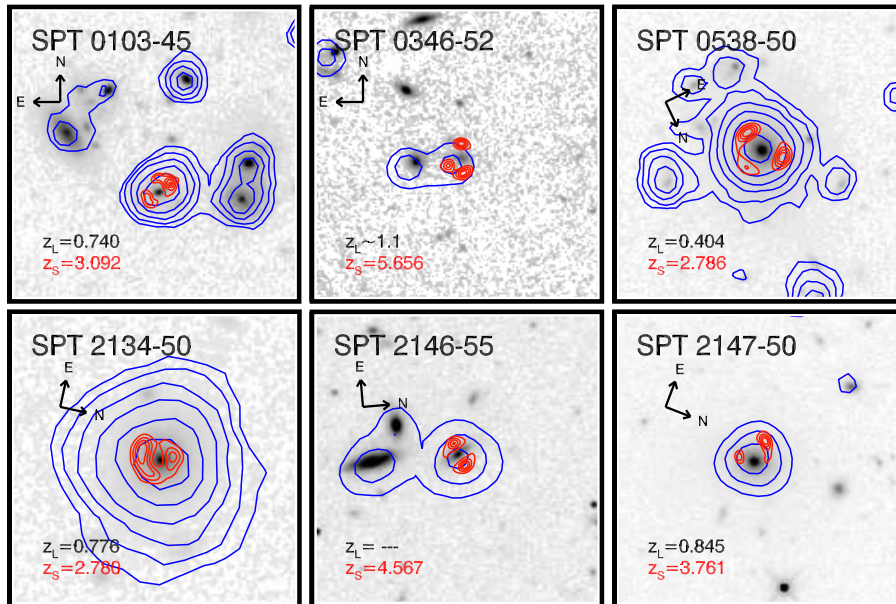 SPT 0103-45
N
E
z_L=0.740
z_S=3.092
SPT 0346-52
N
E
z_L~1.1
z_S=5.656
SPT 0538-50
E
N
z_L=0.404
z_S=2.786
SPT 2134-50
E
N
z_L=0.776
z_S=2.780
SPT 2146-55
E
N
z_L= ---
z_S=4.567
SPT 2147-50
E
N
z_L=0.845
z_S=3.761